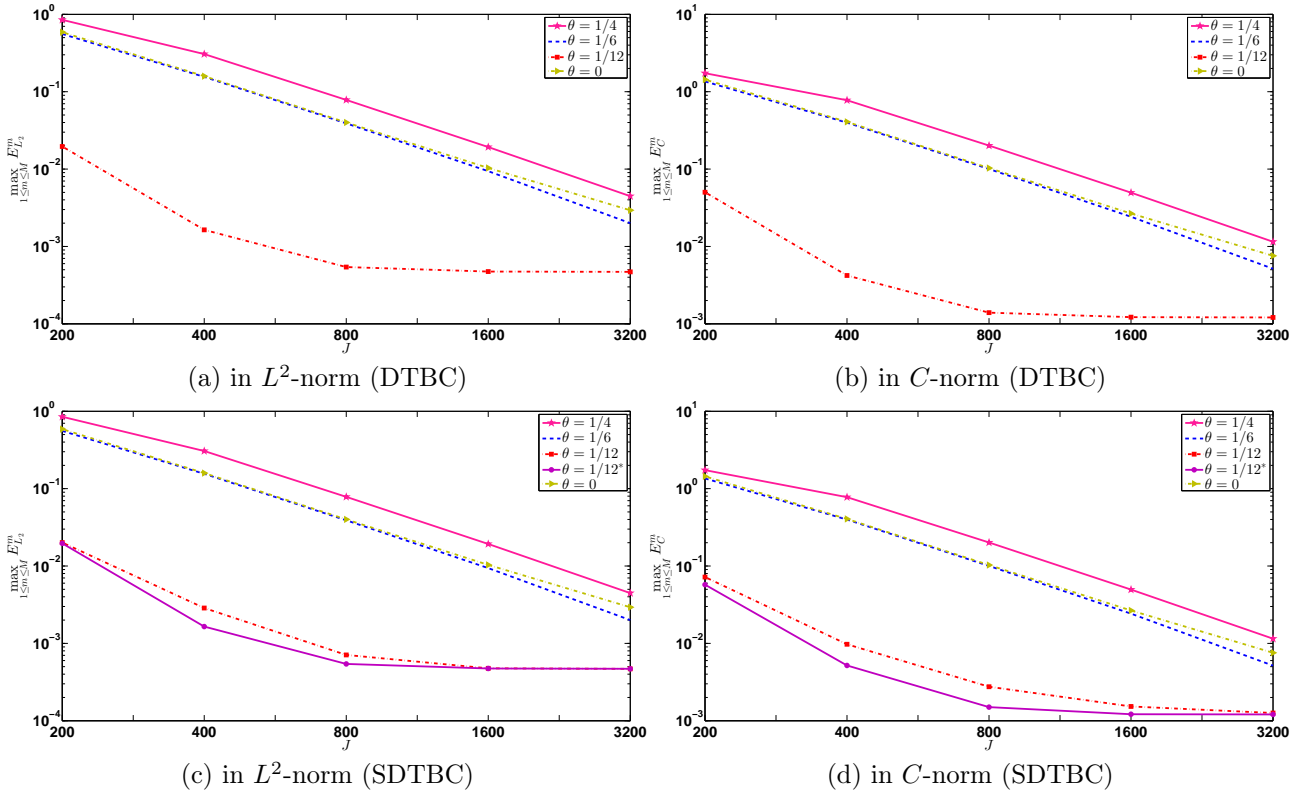 10^0
10^{-1}
10^{-2}
10^{-3}
10^{-4}
max_{1≤m≤M} E^m_{L_2}
θ = 1/4
θ = 1/6
θ = 1/12
θ = 0
200 400 800 1600 3200
J
(a) in L^2-norm (DTBC)
10^1
10^0
10^{-1}
10^{-2}
10^{-3}
max_{1≤m≤M} E^m_C
θ = 1/4
θ = 1/6
θ = 1/12
θ = 0
200 400 800 1600 3200
J
(b) in C-norm (DTBC)
10^0
10^{-1}
10^{-2}
10^{-3}
10^{-4}
max_{1≤m≤M} E^m_{L_2}
θ = 1/4
θ = 1/6
θ = 1/12
θ = 1/12*
θ = 0
200 400 800 1600 3200
J
(c) in L^2-norm (SDTBC)
10^1
10^0
10^{-1}
10^{-2}
10^{-3}
max_{1≤m≤M} E^m_C
θ = 1/4
θ = 1/6
θ = 1/12
θ = 1/12*
θ = 0
200 400 800 1600 3200
J
(d) in C-norm (SDTBC)